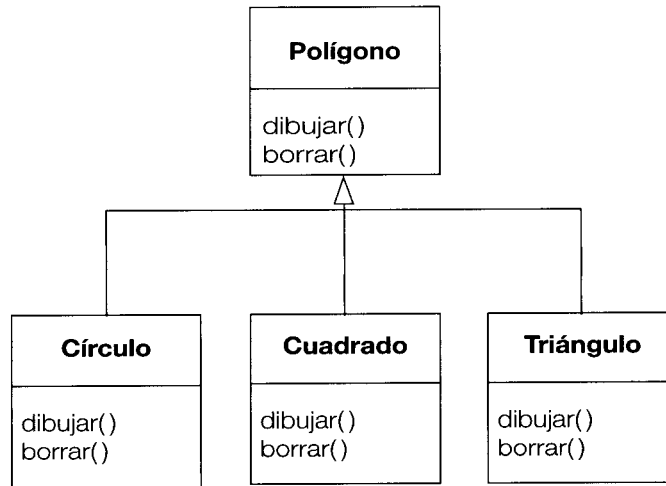 Polígono
dibujar()
borrar()
Círculo
dibujar()
borrar()
Cuadrado
dibujar()
borrar()
Triángulo
dibujar()
borrar()